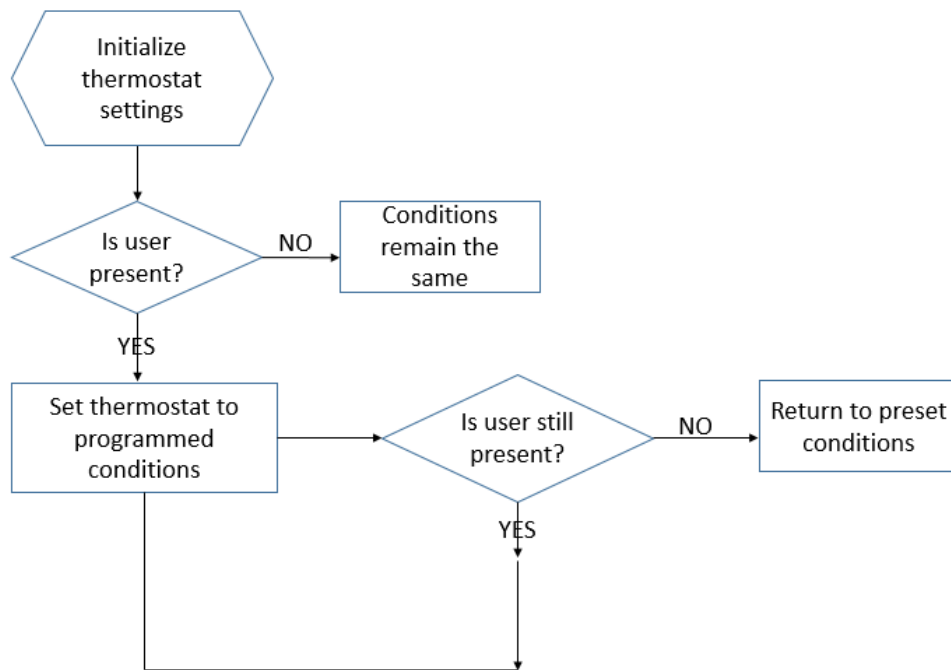 Initialize
thermostat
settings
Is user
present?
NO
Conditions
remain the
same
YES
Set thermostat to
programmed
conditions
Is user still
present?
NO
Return to preset
conditions
YES